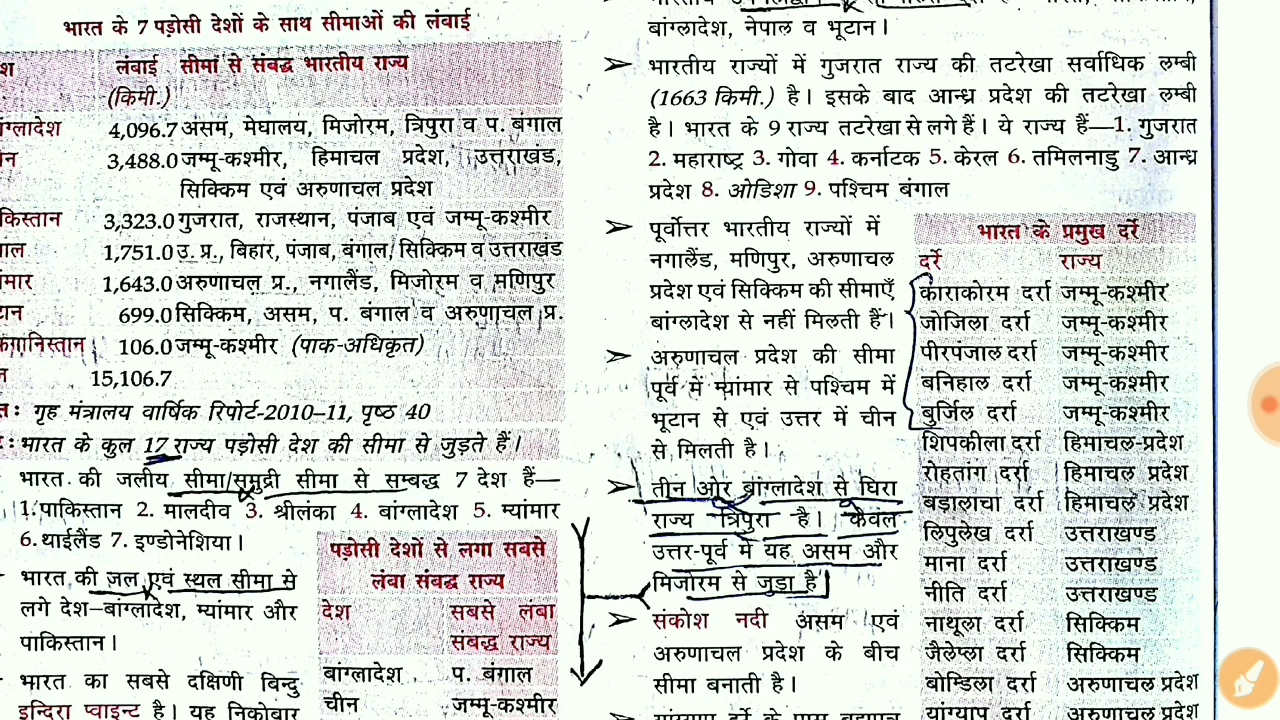 भारत के 7 पड़ोसी देशों के साथ सीमाओं की लंबाई
लंबाई सीमा से संबद्ध भारतीय राज्य
(किमी.)
4,096.7 असम, मेघालय, मिजोरम, त्रिपुरा व प. बंगाल
3,488.0 जम्मू-कश्मीर, हिमाचल प्रदेश, उत्तराखंड,
सिक्किम एवं अरुणाचल प्रदेश
3,323.0 गुजरात, राजस्थान, पंजाब एवं जम्मू-कश्मीर
1,751.0 उ. प्र., बिहार, पंजाब, बंगाल, सिक्किम व उत्तराखंड
1,643.0 अरुणाचल प्र., नगालैंड, मिजोरम व मणिपुर
699.0 सिक्किम, असम, प. बंगाल व अरुणाचल प्र.
106.0 जम्मू-कश्मीर (पाक-अधिकृत)
15,106.7
गृह मंत्रालय वार्षिक रिपोर्ट-2010–11, पृष्ठ 40
भारत के कुल 17 राज्य पड़ोसी देश की सीमा से जुड़ते हैं।
भारत की जलीय सीमा/समुद्री सीमा से सम्बद्ध 7 देश हैं—
1. पाकिस्तान 2. मालदीव 3. श्रीलंका 4. बांग्लादेश 5. म्यांमार
6. थाईलैंड 7. इण्डोनेशिया।
भारत की जल एवं स्थल सीमा से
लगे देश–बांग्लादेश, म्यांमार और
पाकिस्तान।
भारत का सबसे दक्षिणी बिन्दु
इन्दिरा प्वाइन्ट है। यह निकोबार
पड़ोसी देशों से लगा सबसे
लंबा संबद्ध राज्य
देश सबसे लंबा
संबद्ध राज्य
बांग्लादेश प. बंगाल
चीन जम्मू-कश्मीर
बांग्लादेश, नेपाल व भूटान।
➢ भारतीय राज्यों में गुजरात राज्य की तटरेखा सर्वाधिक लम्बी
(1663 किमी.) है। इसके बाद आन्ध्र प्रदेश की तटरेखा लम्बी
है। भारत के 9 राज्य तटरेखा से लगे हैं। ये राज्य हैं—1. गुजरात
2. महाराष्ट्र 3. गोवा 4. कर्नाटक 5. केरल 6. तमिलनाडु 7. आन्ध्र
प्रदेश 8. ओडिशा 9. पश्चिम बंगाल
➢ पूर्वोत्तर भारतीय राज्यों में
नगालैंड, मणिपुर, अरुणाचल
प्रदेश एवं सिक्किम की सीमाएँ
बांग्लादेश से नहीं मिलती हैं।
➢ अरुणाचल प्रदेश की सीमा
पूर्व में म्यांमार से पश्चिम में
भूटान से एवं उत्तर में चीन
से मिलती है।
➢ तीन ओर बांग्लादेश से घिरा
राज्य त्रिपुरा है। केवल
उत्तर-पूर्व में यह असम और
मिजोरम से जुड़ा है
➢ संकोश नदी असम एवं
अरुणाचल प्रदेश के बीच
सीमा बनाती है।
भारत के प्रमुख दर्रे
दर्रे राज्य
काराकोरम दर्रा जम्मू-कश्मीर
जोजिला दर्रा जम्मू-कश्मीर
पीरपंजाल दर्रा जम्मू-कश्मीर
बनिहाल दर्रा जम्मू-कश्मीर
बुर्जिल दर्रा जम्मू-कश्मीर
शिपकीला दर्रा हिमाचल-प्रदेश
रोहतांग दर्रा हिमाचल प्रदेश
बड़ालाचा दर्रा हिमाचल प्रदेश
लिपुलेख दर्रा उत्तराखण्ड
माना दर्रा उत्तराखण्ड
नीति दर्रा उत्तराखण्ड
नाथूला दर्रा सिक्किम
जैलेप्ला दर्रा सिक्किम
बोम्डिला दर्रा अरुणाचल प्रदेश
यांग्याप दर्रा अरुणाचल प्रदेश